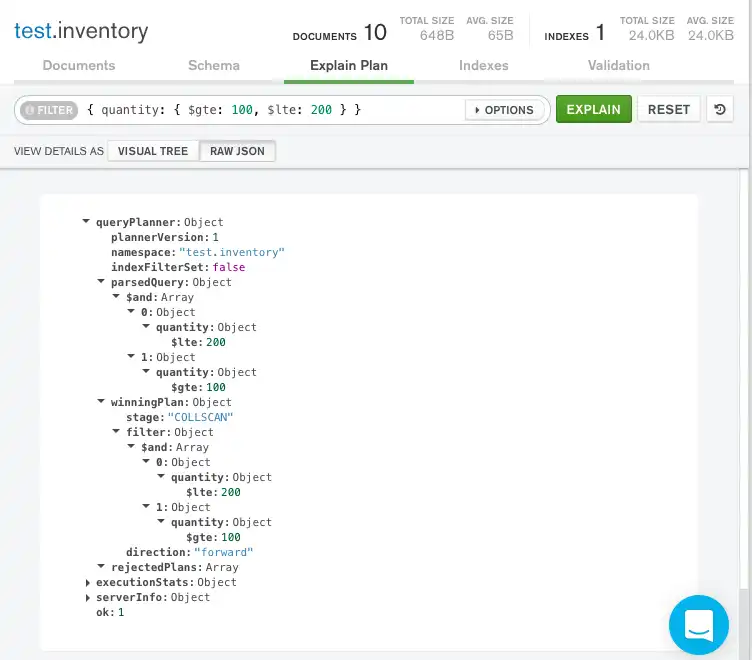 test.inventory
DOCUMENTS 10 TOTAL SIZE 648B AVG. SIZE 65B INDEXES 1 TOTAL SIZE 24.0KB AVG. SIZE 24.0KB
Documents Schema Explain Plan Indexes Validation
FILTER { quantity: { $gte: 100, $lte: 200 } } OPTIONS EXPLAIN RESET
VIEW DETAILS AS VISUAL TREE RAW JSON
queryPlanner: Object
plannerVersion: 1
namespace: "test.inventory"
indexFilterSet: false
parsedQuery: Object
$and: Array
0: Object
quantity: Object
$lte: 200
1: Object
quantity: Object
$gte: 100
winningPlan: Object
stage: "COLLSCAN"
filter: Object
$and: Array
0: Object
quantity: Object
$lte: 200
1: Object
quantity: Object
$gte: 100
direction: "forward"
rejectedPlans: Array
executionStats: Object
serverInfo: Object
ok: 1